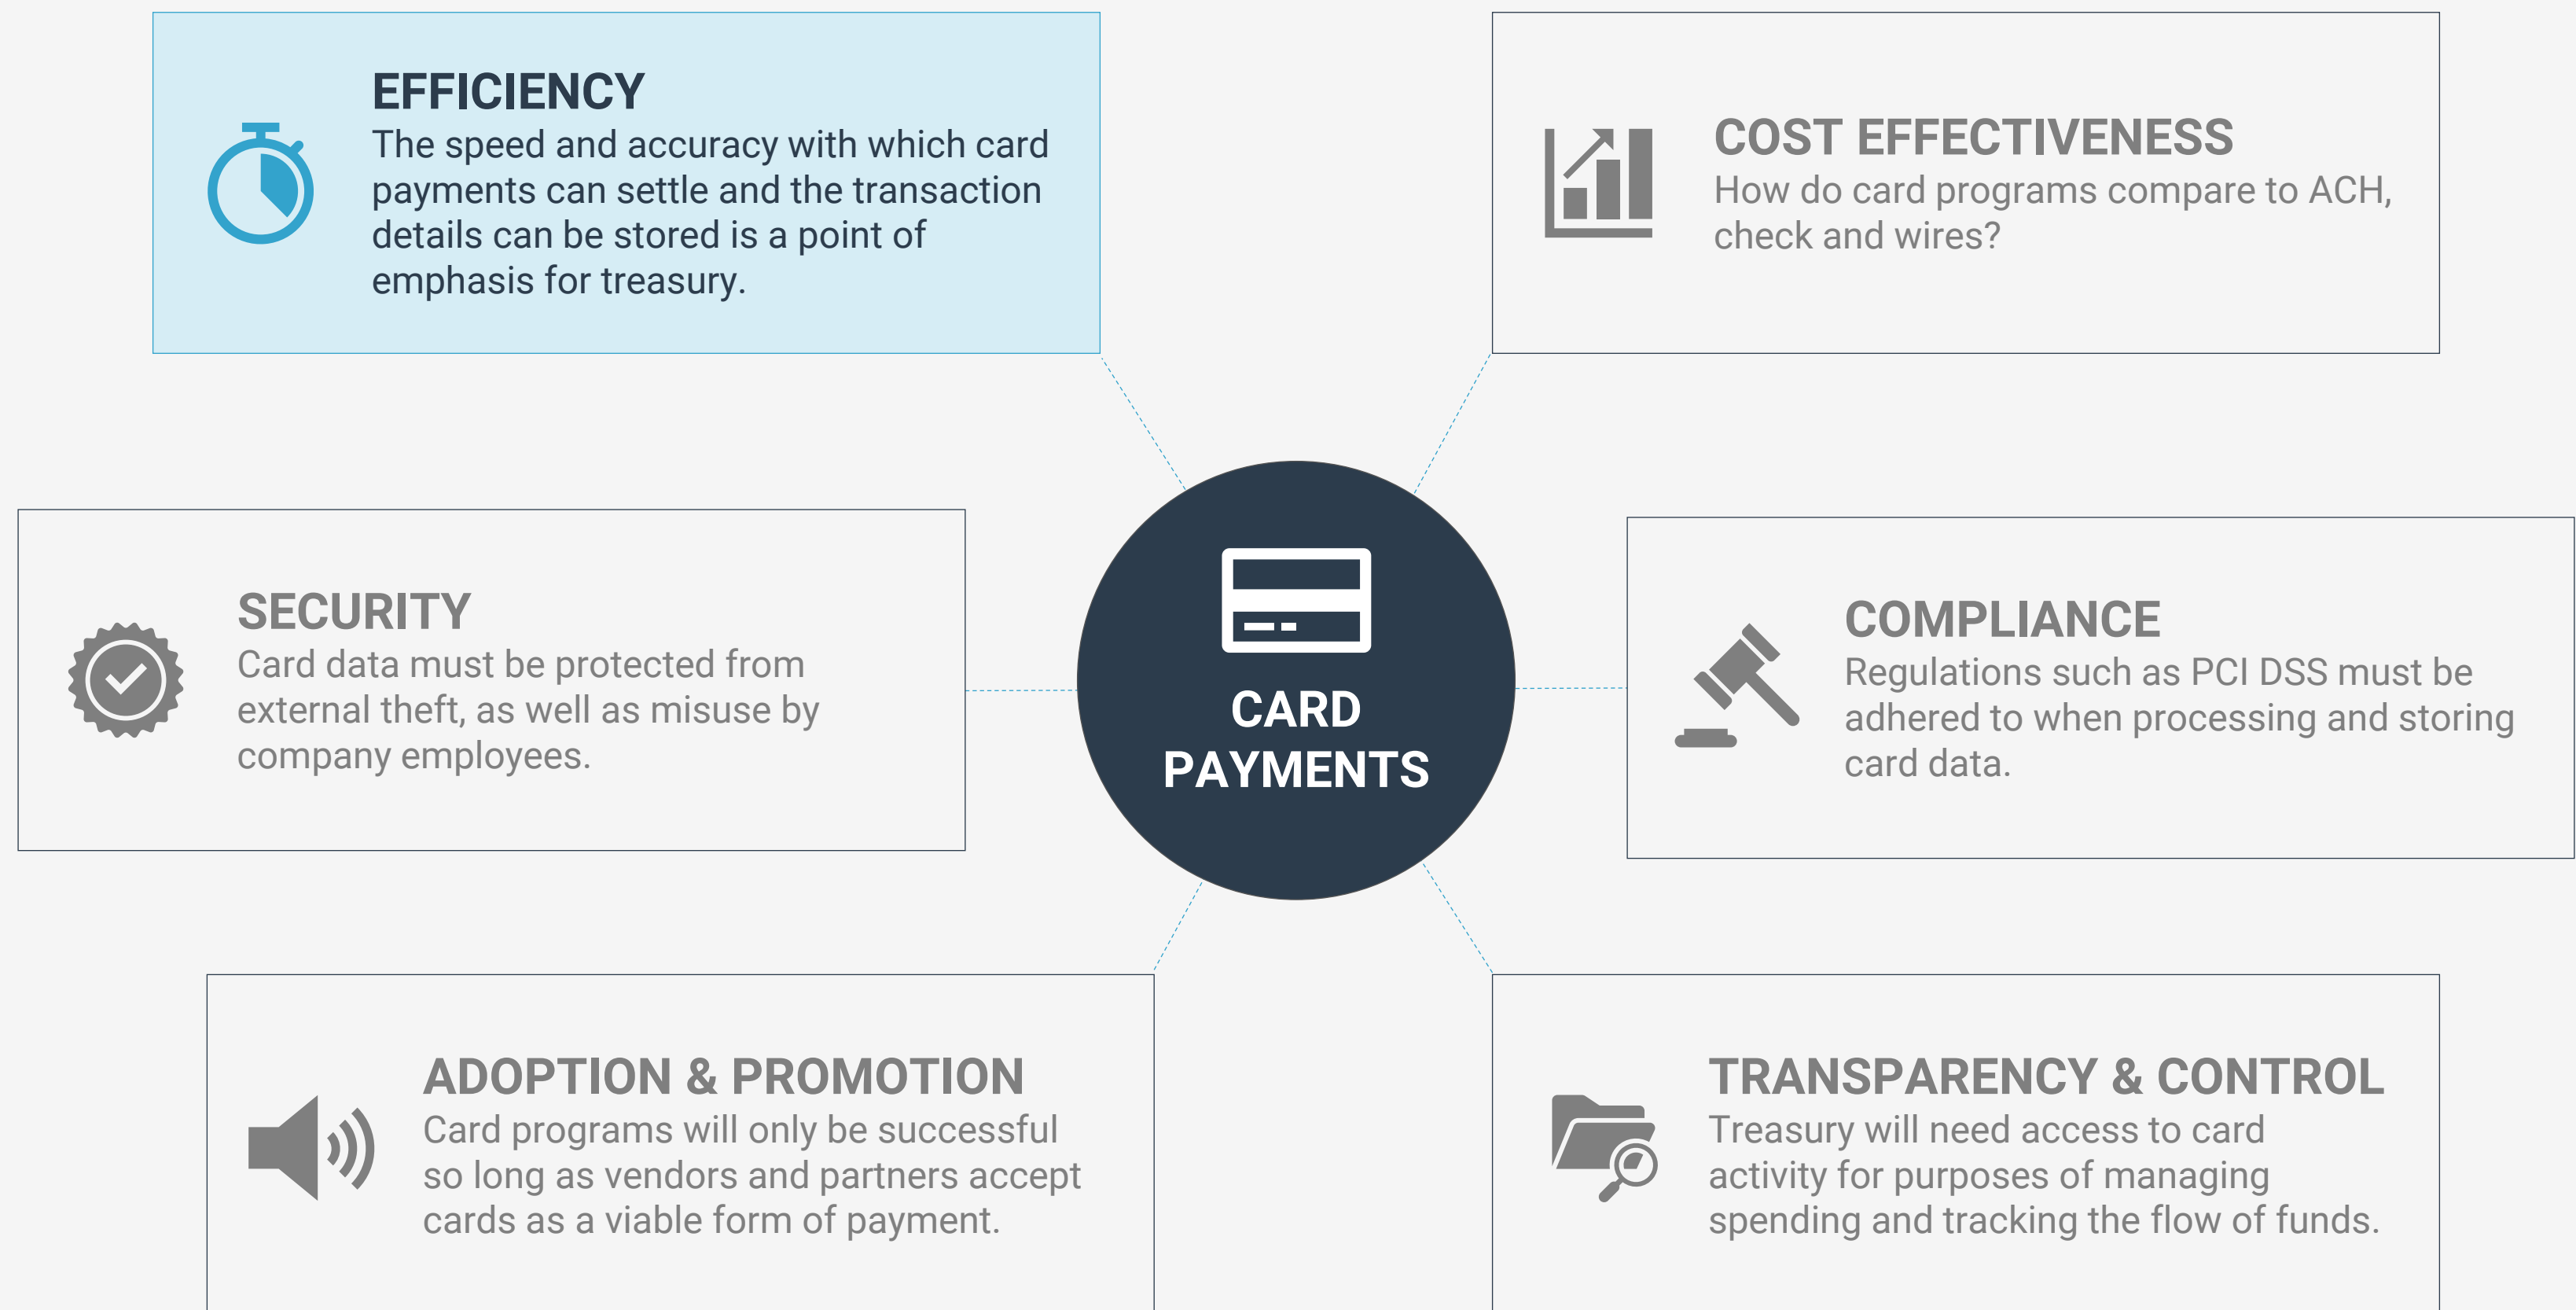 EFFICIENCY
The speed and accuracy with which card
payments can settle and the transaction
details can be stored is a point of
emphasis for treasury.
COST EFFECTIVENESS
How do card programs compare to ACH,
check and wires?
SECURITY
Card data must be protected from
external theft, as well as misuse by
company employees.
CARD
PAYMENTS
COMPLIANCE
Regulations such as PCI DSS must be
adhered to when processing and storing
card data.
ADOPTION & PROMOTION
Card programs will only be successful
so long as vendors and partners accept
cards as a viable form of payment.
TRANSPARENCY & CONTROL
Treasury will need access to card
activity for purposes of managing
spending and tracking the flow of funds.